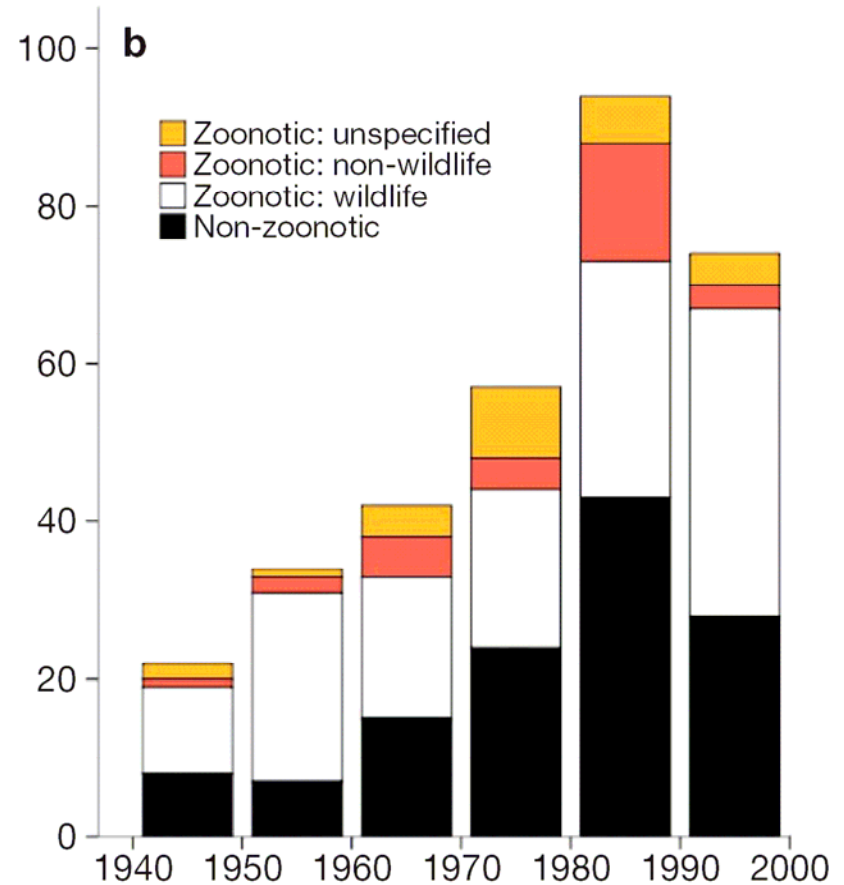 b
100
Zoonotic: unspecified
Zoonotic: non-wildlife
Zoonotic: wildlife
Non-zoonotic
80
60
40
20
0
1940 1950 1960 1970 1980 1990 2000